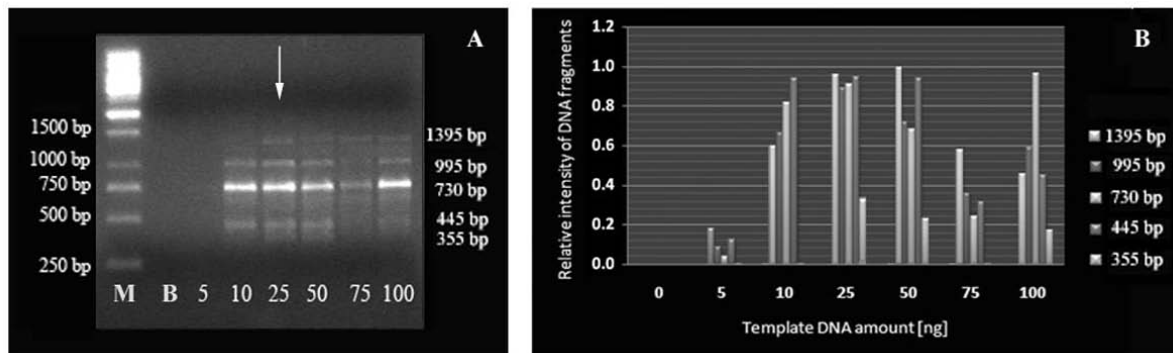 A
1500 bp
1000 bp
750 bp
500 bp
250 bp
1395 bp
995 bp
730 bp
445 bp
355 bp
M B 5 10 25 50 75 100
B
Relative intensity of DNA fragments
1.2
1.0
0.8
0.6
0.4
0.2
0.0
0 5 10 25 50 75 100
Template DNA amount [ng]
1395 bp
995 bp
730 bp
445 bp
355 bp